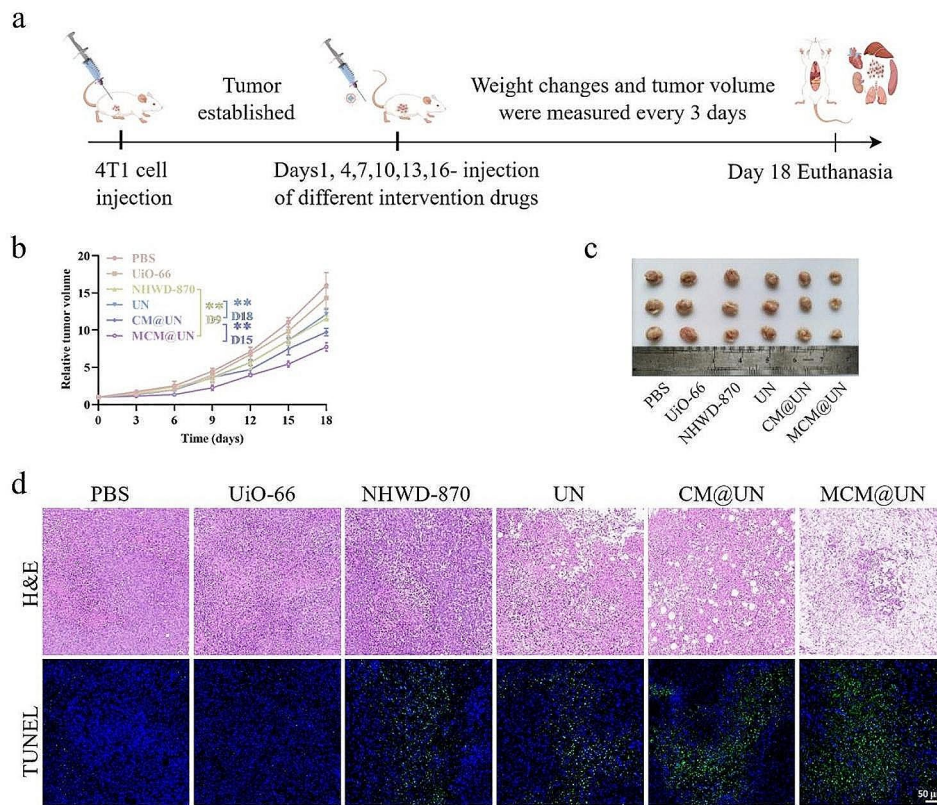 a
Tumor
established
Weight changes and tumor volume
were measured every 3 days
4T1 cell
injection
Days1, 4,7,10,13,16- injection
of different intervention drugs
Day 18 Euthanasia
b
Relative tumor volume
20
15
10
5
0
PBS
UiO-66
NHWD-870
UN
CM@UN
MCM@UN
**
D9
**
D18
**
D15
0 3 6 9 12 15 18
Time (days)
c
4 5 6 7
PBS
UiO-66
NHWD-870
UN
CM@UN
MCM@UN
d
PBS UiO-66 NHWD-870 UN CM@UN MCM@UN
H&E
TUNEL